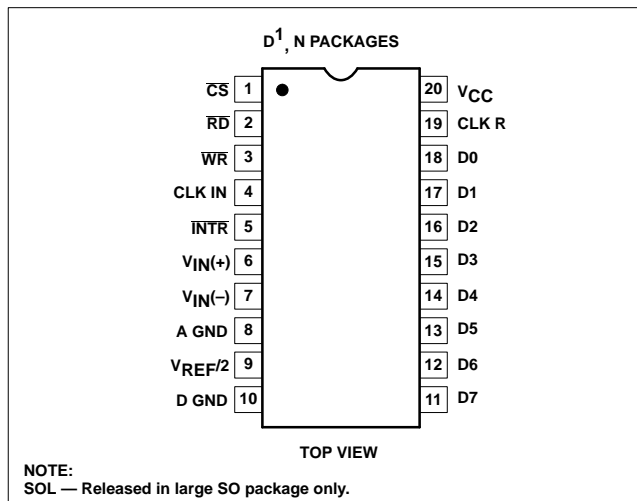 D1, N PACKAGES
CS 1 20 VCC
RD 2 19 CLK R
WR 3 18 D0
CLK IN 4 17 D1
INTR 5 16 D2
VIN(+) 6 15 D3
VIN(–) 7 14 D4
A GND 8 13 D5
VREF/2 9 12 D6
D GND 10 11 D7
TOP VIEW
NOTE:
SOL — Released in large SO package only.